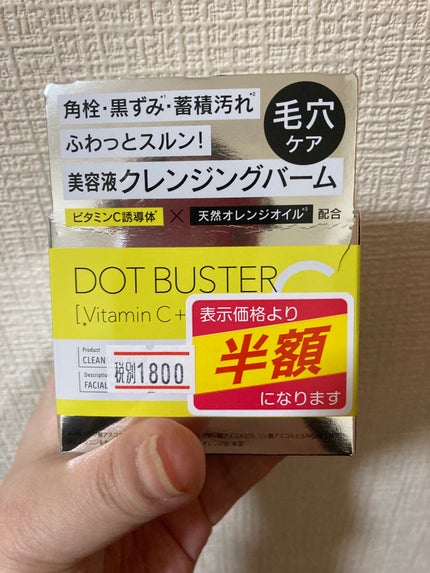 角栓・黒ずみ*¹・蓄積汚れ*²
ふわっとスルン!
毛穴
ケア
美容液クレンジングバーム
ビタミンC誘導体*
×
天然オレンジオイル*³
配合
DOT BUSTER C
[*Vitamin C+
表示価格より
半額
になります
Product
CLEAN
Descriptio
FACIAL
税別1800